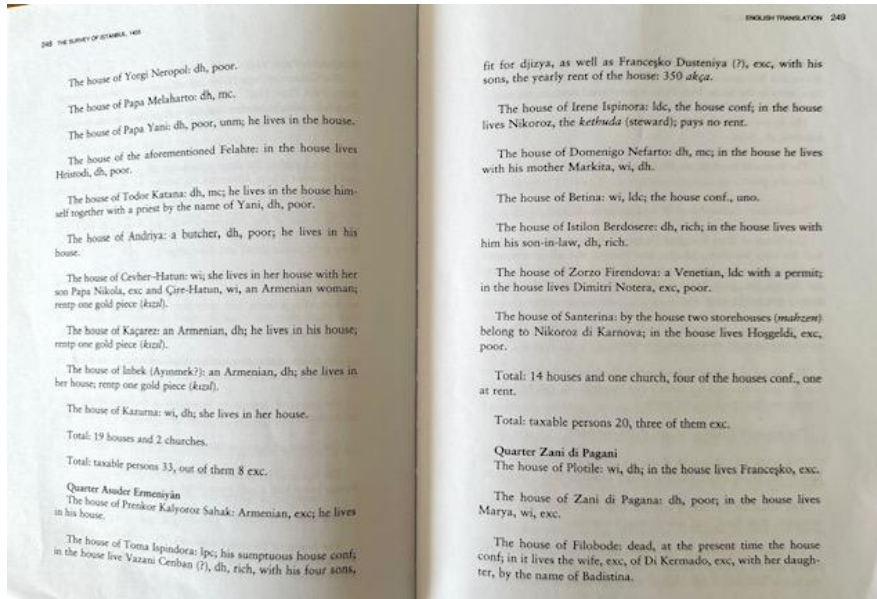 248 THE SURVEY OF ISTANBUL, 1455
The house of Yorgi Neropol: dh, poor.
The house of Papa Melaharto: dh, mc.
The house of Papa Yani: dh, poor, unm; he lives in the house.
The house of the aforementioned Felahte: in the house lives
Hristodi, dh, poor.
The house of Todor Katana: dh, mc; he lives in the house him-
self together with a priest by the name of Yani, dh, poor.
The house of Andriya: a butcher, dh, poor; he lives in his
house.
The house of Cevher-Hatun: wi; she lives in her house with her
son Papa Nikola, exc and Çire-Hatun, wi, an Armenian woman;
rentp one gold piece (kızıl).
The house of Kaçarez: an Armenian, dh; he lives in his house;
rentp one gold piece (kızıl).
The house of Inbek (Aymmek?): an Armenian, dh; she lives in
her house; rentp one gold piece (kızıl).
The house of Kazurna: wi, dh; she lives in her house.
Total: 19 houses and 2 churches.
Total: taxable persons 33, out of them 8 exc.
Quarter Asuder Ermeniyân
The house of Prenkor Kalyoroz Sahak: Armenian, exc; he lives
in his house.
The house of Toma Ispindora: lpc; his sumptuous house conf;
in the house live Vazani Cenban (?), dh, rich, with his four sons,
ENGLISH TRANSLATION 249
fit for djizya, as well as Françeşko Dusteniya (?), exc, with his
sons, the yearly rent of the house: 350 akça.
The house of Irene Ispinora: ldc, the house conf; in the house
lives Nikoroz, the kethuda (steward); pays no rent.
The house of Domenigo Nefarto: dh, mc; in the house he lives
with his mother Markita, wi, dh.
The house of Betina: wi, ldc; the house conf., uno.
The house of Istilon Berdosere: dh, rich; in the house lives with
him his son-in-law, dh, rich.
The house of Zorzo Firendova: a Venetian, ldc with a permit;
in the house lives Dimitri Notera, exc, poor.
The house of Santerina: by the house two storehouses (mahzen)
belong to Nikoroz di Karnova; in the house lives Hoşgeldi, exc,
poor.
Total: 14 houses and one church, four of the houses conf., one
at rent.
Total: taxable persons 20, three of them exc.
Quarter Zani di Pagani
The house of Plotile: wi, dh; in the house lives Françeşko, exc.
The house of Zani di Pagana: dh, poor; in the house lives
Marya, wi, exc.
The house of Filobode: dead, at the present time the house
conf; in it lives the wife, exc, of Di Kermado, exc, with her daugh-
ter, by the name of Badistina.